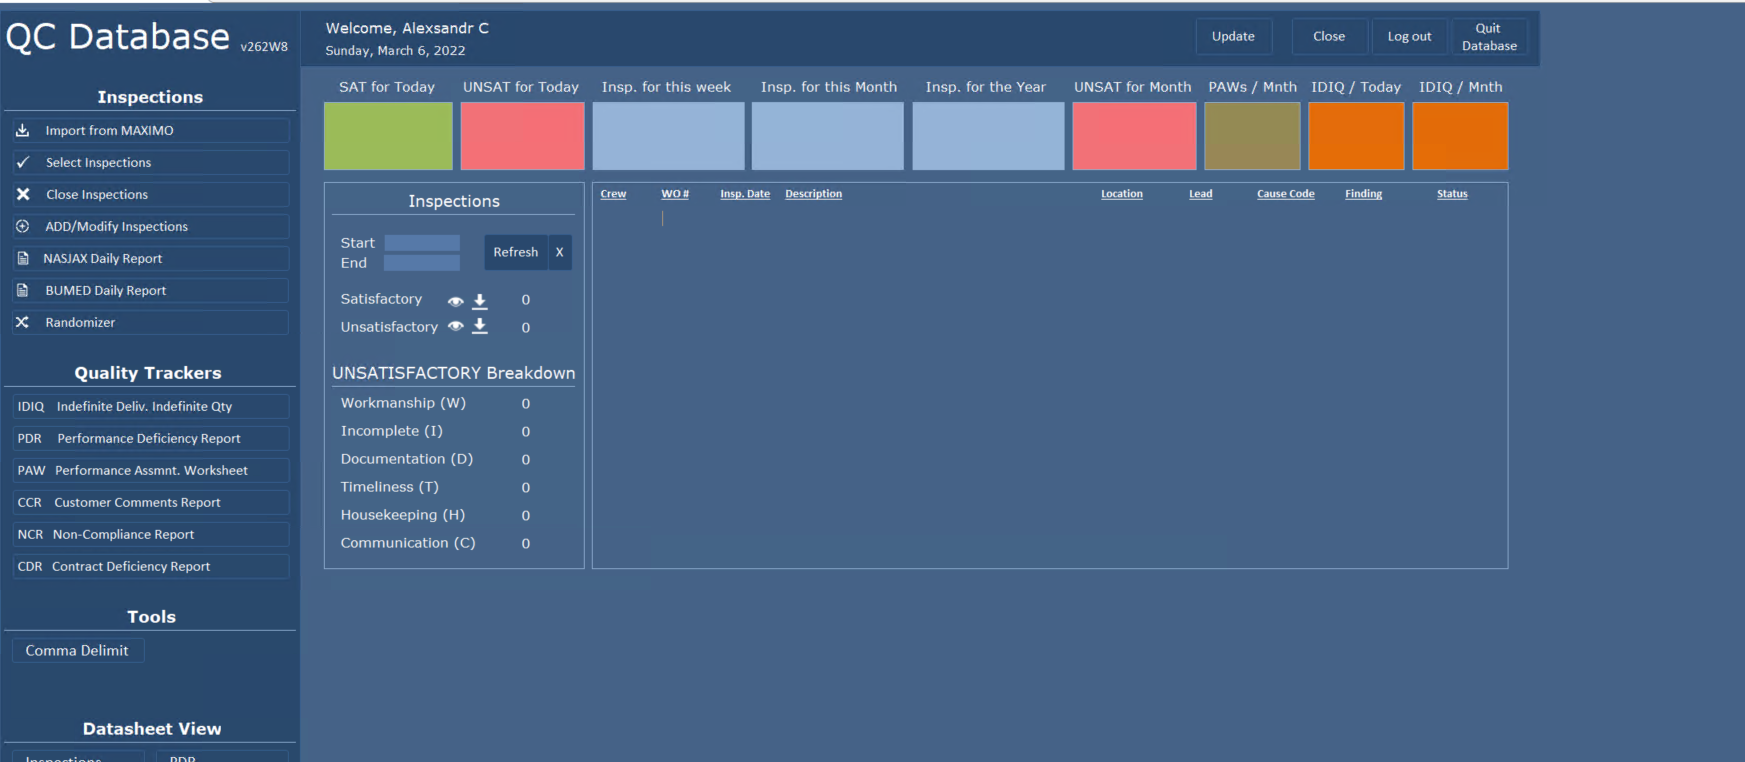 QC Database v262W8
Welcome, Alexsandr C
Sunday, March 6, 2022
Update
Close
Log out
Quit
Database
Inspections
Import from MAXIMO
Select Inspections
Close Inspections
ADD/Modify Inspections
NASJAX Daily Report
BUMED Daily Report
Randomizer
Quality Trackers
IDIQ Indefinite Deliv. Indefinite Qty
PDR Performance Deficiency Report
PAW Performance Assmnt. Worksheet
CCR Customer Comments Report
NCR Non-Compliance Report
CDR Contract Deficiency Report
Tools
Comma Delimit
Datasheet View
Inspections PDR
SAT for Today UNSAT for Today Insp. for this week Insp. for this Month Insp. for the Year UNSAT for Month PAWs / Mnth IDIQ / Today IDIQ / Mnth
Inspections
Start
End
Refresh X
Satisfactory 0
Unsatisfactory 0
UNSATISFACTORY Breakdown
Workmanship (W) 0
Incomplete (I) 0
Documentation (D) 0
Timeliness (T) 0
Housekeeping (H) 0
Communication (C) 0
Crew WO # Insp. Date Description Location Lead Cause Code Finding Status